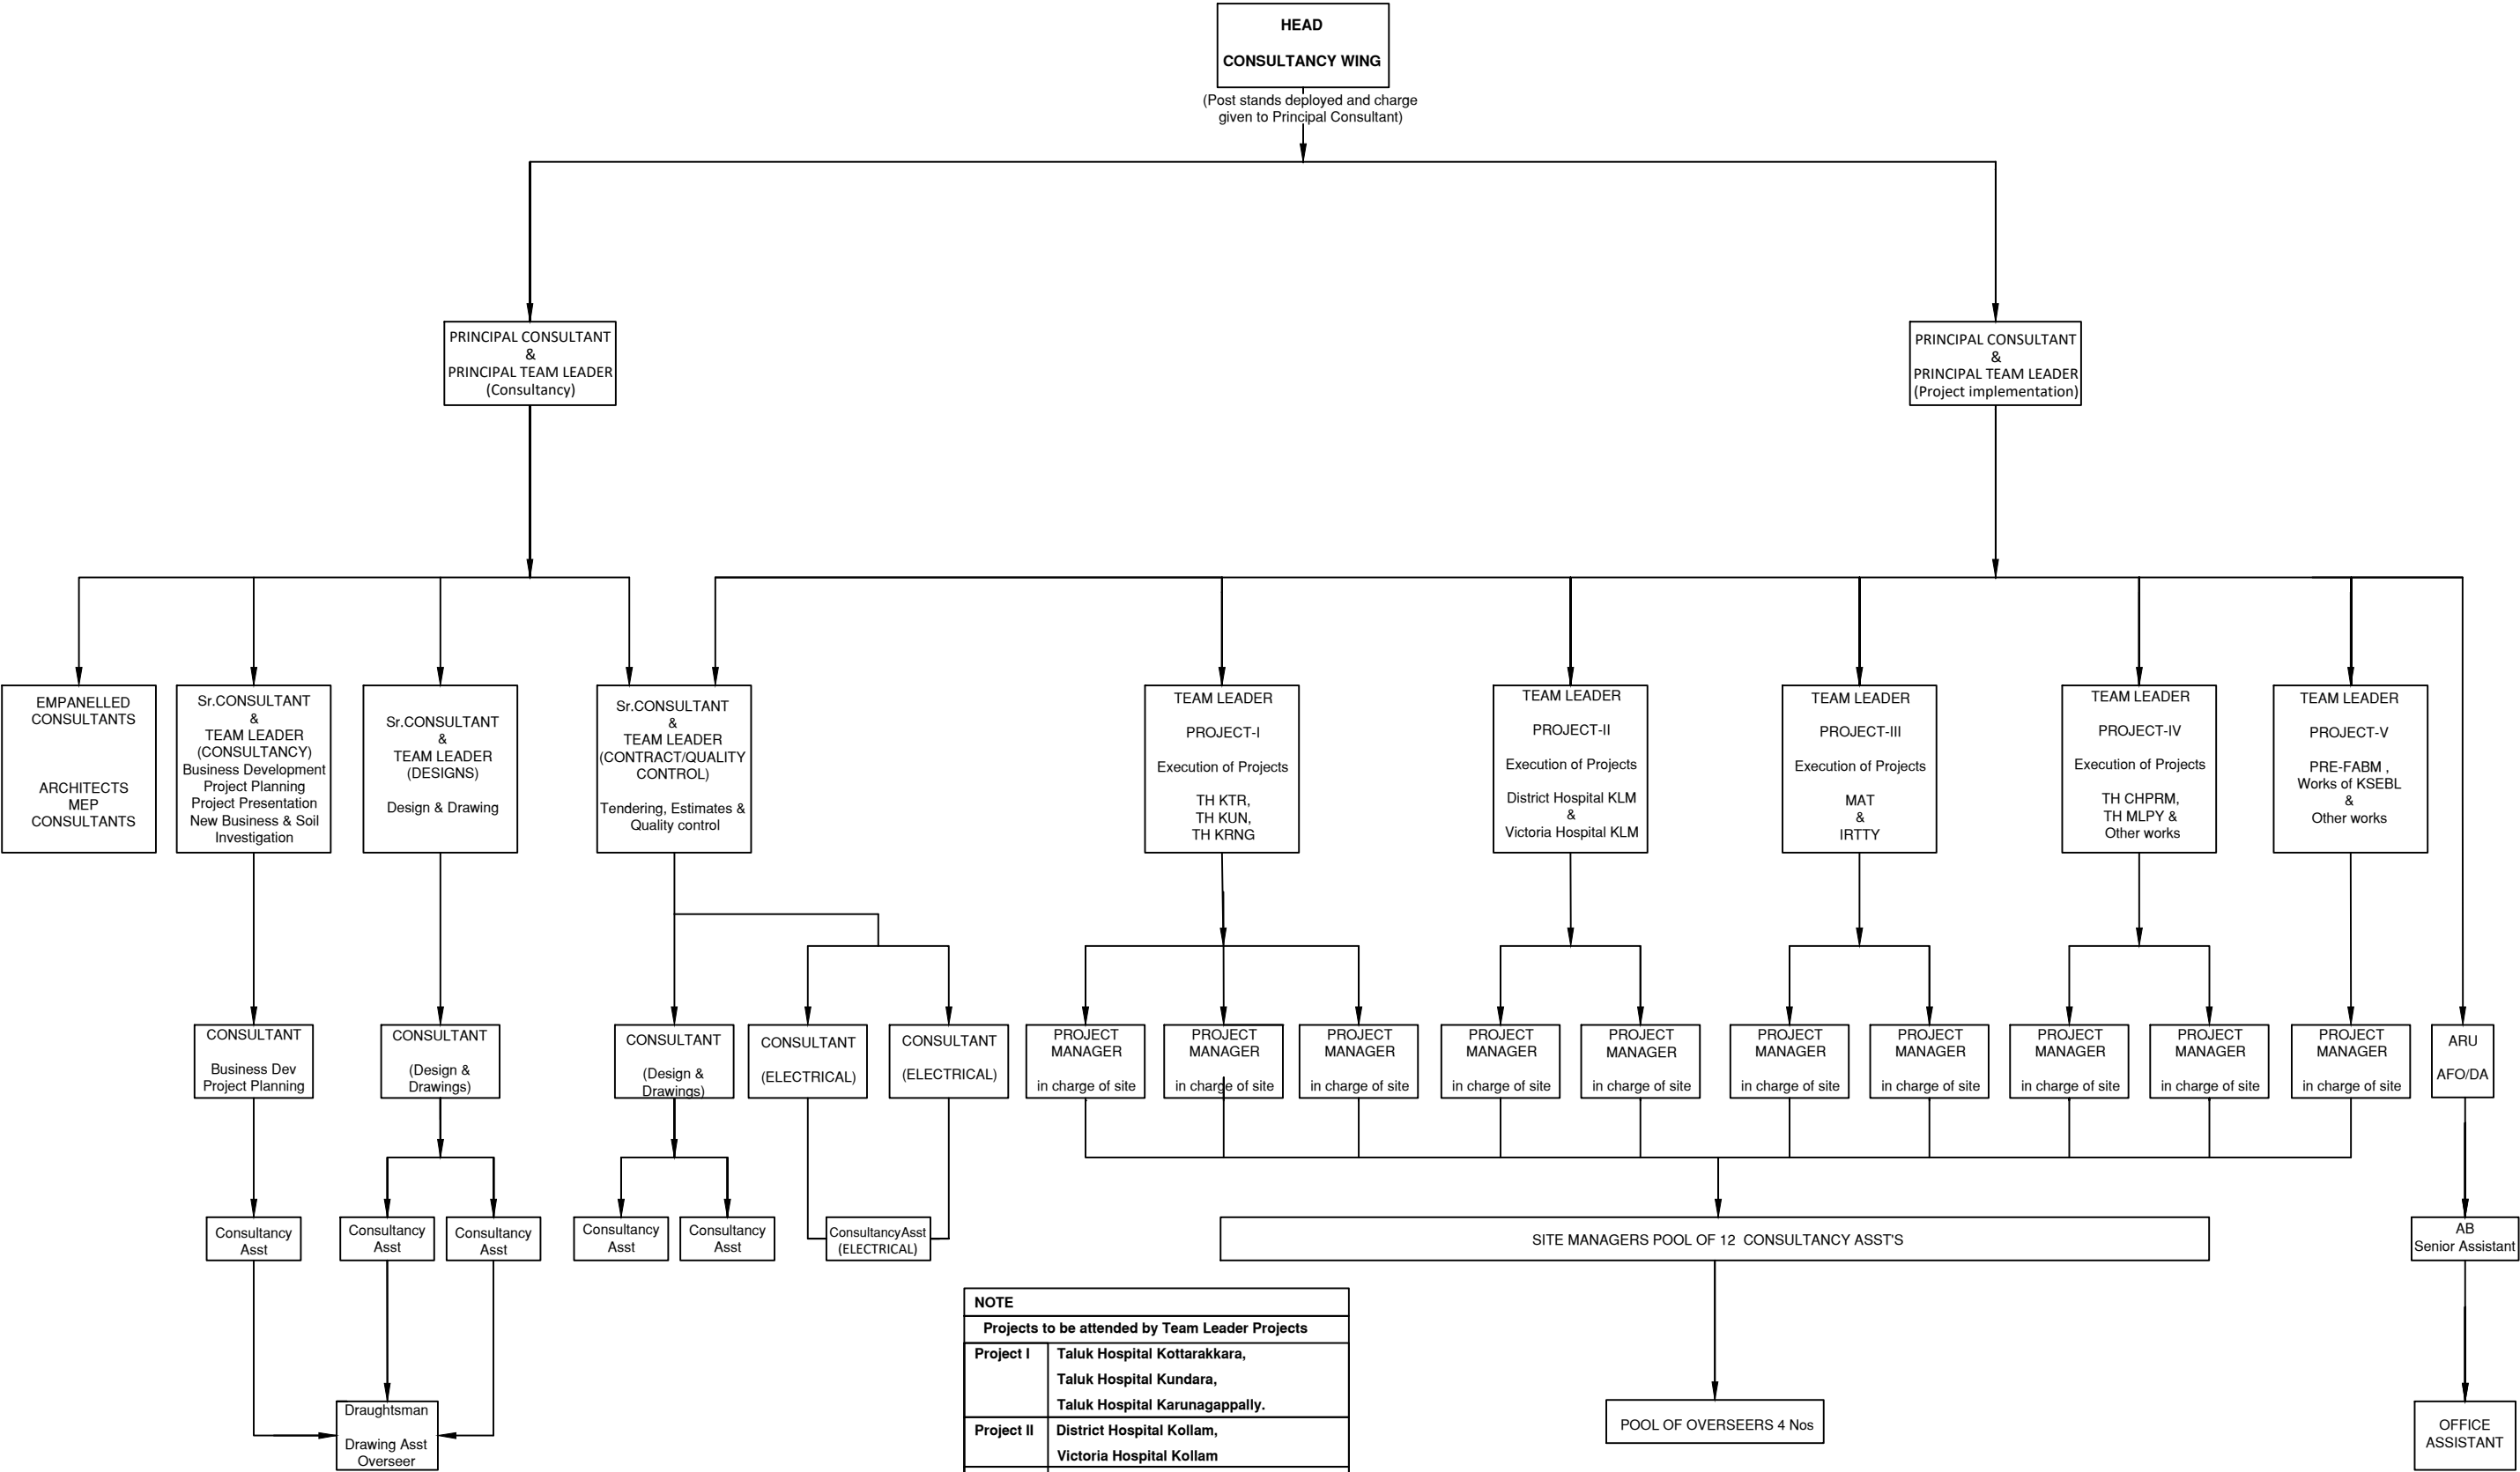 HEAD
CONSULTANCY WING
(Post stands deployed and charge
given to Principal Consultant)
PRINCIPAL CONSULTANT
&
PRINCIPAL TEAM LEADER
(Consultancy)
PRINCIPAL CONSULTANT
&
PRINCIPAL TEAM LEADER
(Project implementation)
EMPANELLED
CONSULTANTS
ARCHITECTS
MEP
CONSULTANTS
Sr.CONSULTANT
&
TEAM LEADER
(CONSULTANCY)
Business Development
Project Planning
Project Presentation
New Business & Soil
Investigation
Sr.CONSULTANT
&
TEAM LEADER
(DESIGNS)
Design & Drawing
Sr.CONSULTANT
&
TEAM LEADER
(CONTRACT/QUALITY
CONTROL)
Tendering, Estimates &
Quality control
TEAM LEADER
PROJECT-I
Execution of Projects
TH KTR,
TH KUN,
TH KRNG
TEAM LEADER
PROJECT-II
Execution of Projects
District Hospital KLM
&
Victoria Hospital KLM
TEAM LEADER
PROJECT-III
Execution of Projects
MAT
&
IRTTY
TEAM LEADER
PROJECT-IV
Execution of Projects
TH CHPRM,
TH MLPY &
Other works
TEAM LEADER
PROJECT-V
PRE-FABM ,
Works of KSEBL
&
Other works
CONSULTANT
Business Dev
Project Planning
CONSULTANT
(Design &
Drawings)
CONSULTANT
(Design &
Drawings)
CONSULTANT
(ELECTRICAL)
CONSULTANT
(ELECTRICAL)
PROJECT
MANAGER
in charge of site
PROJECT
MANAGER
in charge of site
PROJECT
MANAGER
in charge of site
PROJECT
MANAGER
in charge of site
PROJECT
MANAGER
in charge of site
PROJECT
MANAGER
in charge of site
PROJECT
MANAGER
in charge of site
PROJECT
MANAGER
in charge of site
PROJECT
MANAGER
in charge of site
PROJECT
MANAGER
in charge of site
ARU
AFO/DA
Consultancy
Asst
Consultancy
Asst
Consultancy
Asst
Consultancy
Asst
Consultancy
Asst
ConsultancyAsst
(ELECTRICAL)
SITE MANAGERS POOL OF 12 CONSULTANCY ASST'S
AB
Senior Assistant
Draughtsman
Drawing Asst
Overseer
NOTE
Projects to be attended by Team Leader Projects
Project I Taluk Hospital Kottarakkara,
Taluk Hospital Kundara,
Taluk Hospital Karunagappally.
Project II District Hospital Kollam,
Victoria Hospital Kollam
POOL OF OVERSEERS 4 Nos
OFFICE
ASSISTANT